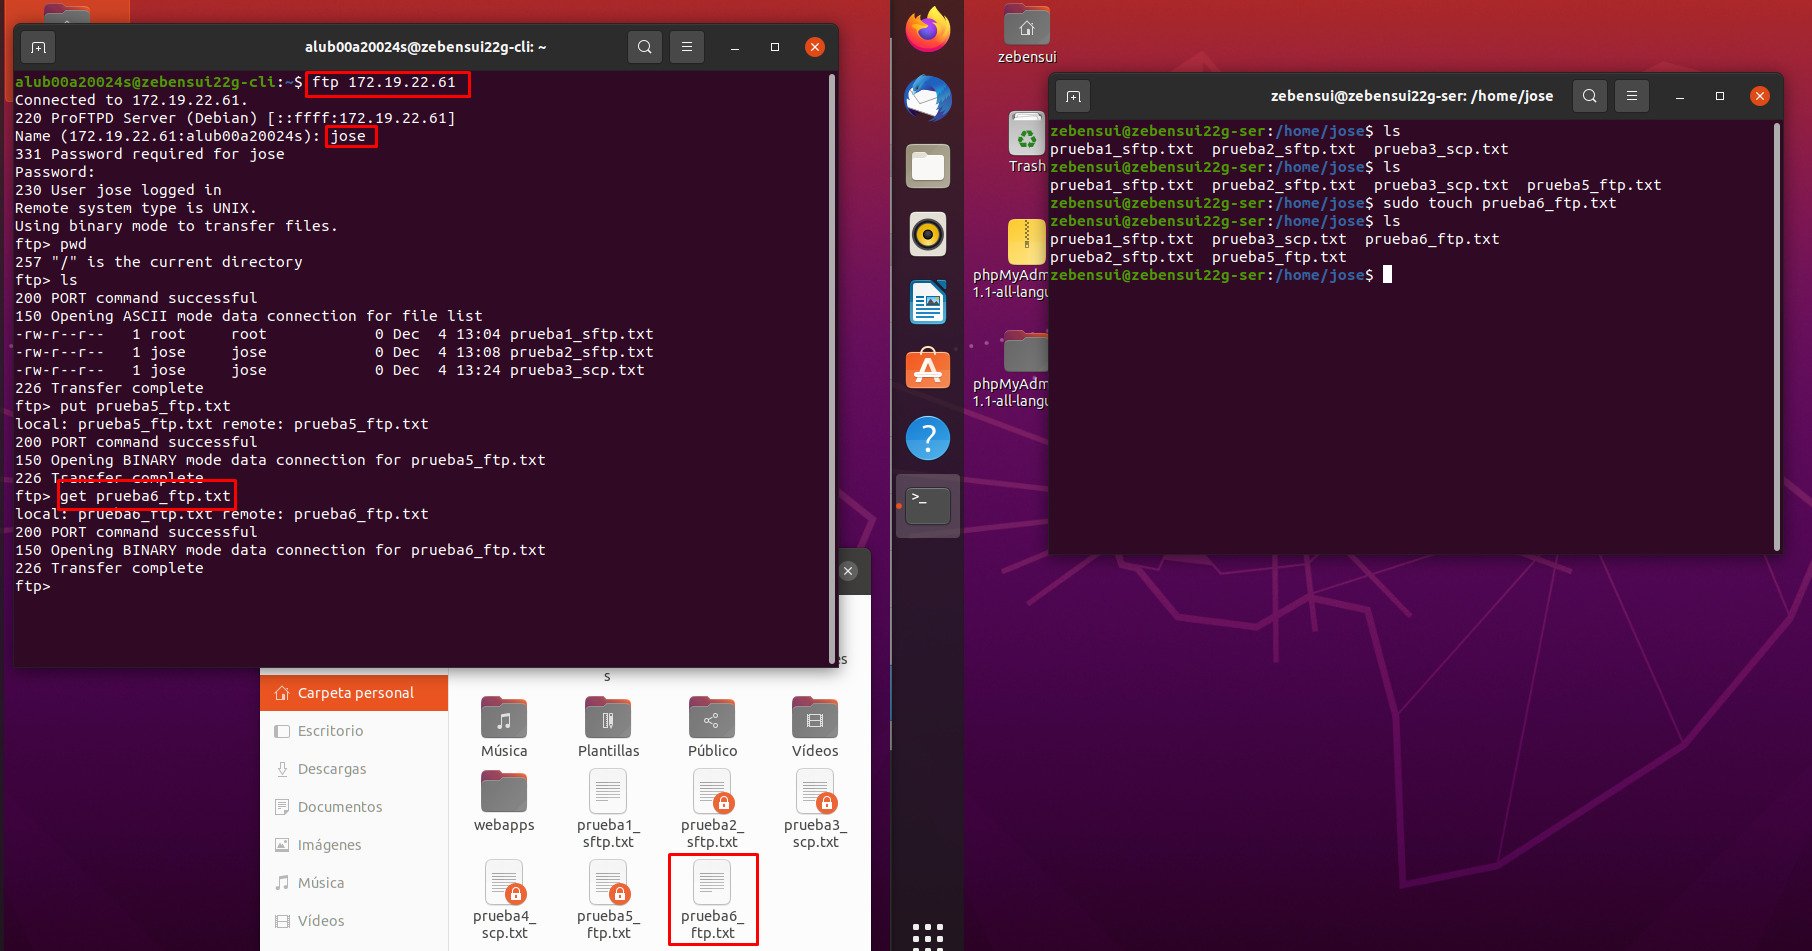 alub00a20024s@zebensui22g-cli: ~
alub00a20024s@zebensui22g-cli:~$ ftp 172.19.22.61
Connected to 172.19.22.61.
220 ProFTPD Server (Debian) [::ffff:172.19.22.61]
Name (172.19.22.61:alub00a20024s): jose
331 Password required for jose
Password:
230 User jose logged in
Remote system type is UNIX.
Using binary mode to transfer files.
ftp> pwd
257 "/" is the current directory
ftp> ls
200 PORT command successful
150 Opening ASCII mode data connection for file list
-rw-r--r--   1 root     root            0 Dec  4 13:04 prueba1_sftp.txt
-rw-r--r--   1 jose     jose            0 Dec  4 13:08 prueba2_sftp.txt
-rw-r--r--   1 jose     jose            0 Dec  4 13:24 prueba3_scp.txt
226 Transfer complete
ftp> put prueba5_ftp.txt
local: prueba5_ftp.txt remote: prueba5_ftp.txt
200 PORT command successful
150 Opening BINARY mode data connection for prueba5_ftp.txt
226 Transfer complete
ftp> get prueba6_ftp.txt
local: prueba6_ftp.txt remote: prueba6_ftp.txt
200 PORT command successful
150 Opening BINARY mode data connection for prueba6_ftp.txt
226 Transfer complete
ftp>
es
s
Carpeta personal
Escritorio
Descargas
Documentos
Imágenes
Música
Vídeos
Música
Plantillas
Público
Vídeos
webapps
prueba1_
sftp.txt
prueba2_
sftp.txt
prueba3_
scp.txt
prueba4_
scp.txt
prueba5_
ftp.txt
prueba6_
ftp.txt
zebensui
Trash
phpMyAdm
1.1-all-langu
phpMyAdm
1.1-all-langu
zebensui@zebensui22g-ser: /home/jose
zebensui@zebensui22g-ser:/home/jose$ ls
prueba1_sftp.txt  prueba2_sftp.txt  prueba3_scp.txt
zebensui@zebensui22g-ser:/home/jose$ ls
prueba1_sftp.txt  prueba2_sftp.txt  prueba3_scp.txt  prueba5_ftp.txt
zebensui@zebensui22g-ser:/home/jose$ sudo touch prueba6_ftp.txt
zebensui@zebensui22g-ser:/home/jose$ ls
prueba1_sftp.txt  prueba3_scp.txt  prueba6_ftp.txt
prueba2_sftp.txt  prueba5_ftp.txt
zebensui@zebensui22g-ser:/home/jose$